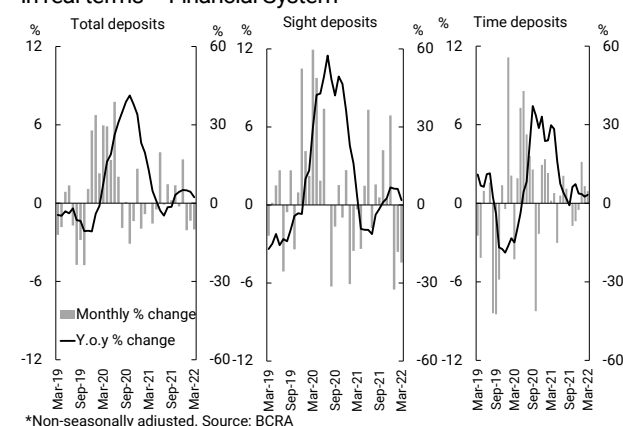 in real terms* - Financial System
Total deposits
Sight deposits
Time deposits
% % % % % %
12 60 12 60 12 60
6 30 6 30 6 30
0 0 0 0 0 0
-6 -30 -6 -30 -6 -30
-12 -60 -12 -60 -12 -60
Monthly % change
Y.o.y % change
Mar-19 Sep-19 Mar-20 Sep-20 Mar-21 Sep-21 Mar-22
Mar-19 Sep-19 Mar-20 Sep-20 Mar-21 Sep-21 Mar-22
Mar-19 Sep-19 Mar-20 Sep-20 Mar-21 Sep-21 Mar-22
*Non-seasonally adjusted. Source: BCRA